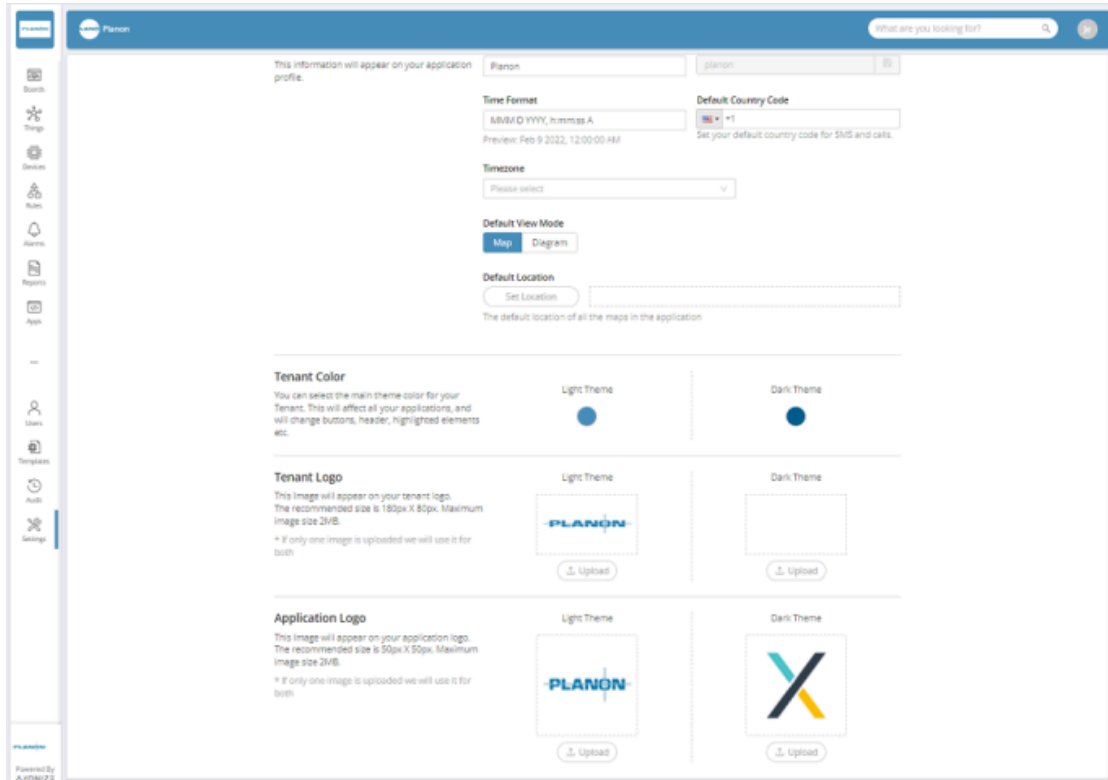 PLANON
Planon
What are you looking for?
Boards
Things
Devices
Rules
Alarms
Reports
Apps
Users
Templates
Audit
Settings
PLANON
Powered By
This information will appear on your application
profile.
Planon
planon
Time Format
Default Country Code
MMM D YYYY, h:mm:ss A
+1
Preview: Feb 9 2022, 12:00:00 AM
Set your default country code for SMS and calls.
Timezone
Please select
Default View Mode
Map
Diagram
Default Location
Set Location
The default location of all the maps in the application
Tenant Color
You can select the main theme color for your
Tenant. This will affect all your applications, and
will change buttons, header, highlighted elements
etc.
Light Theme
Dark Theme
Tenant Logo
This Image will appear on your tenant logo.
The recommended size is 180px X 80px. Maximum
image size 2MB.
* If only one image is uploaded we will use it for
both
Light Theme
PLANON
Upload
Dark Theme
Upload
Application Logo
This Image will appear on your application logo.
The recommended size is 50px X 50px. Maximum
image size 2MB.
* If only one image is uploaded we will use it for
both
Light Theme
PLANON
Upload
Dark Theme
X
Upload